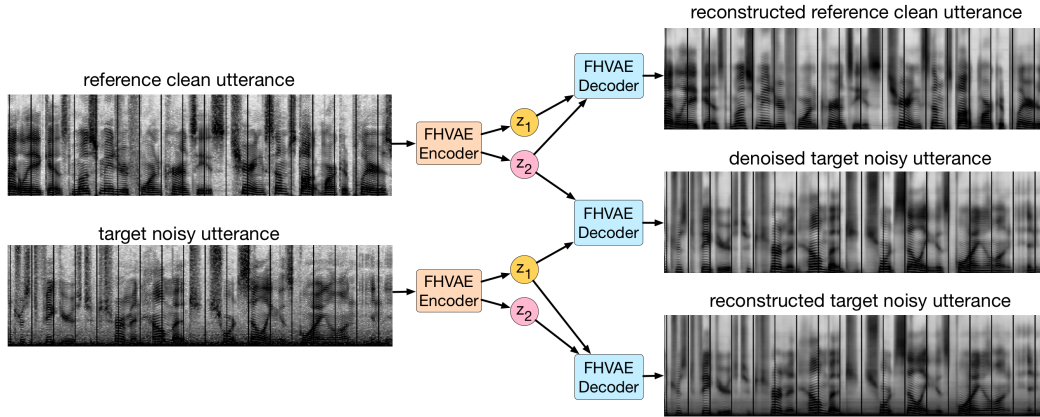 reconstructed reference clean utterance
reference clean utterance
FHVAE
Decoder
z1
FHVAE
Encoder
z2
denoised target noisy utterance
target noisy utterance
FHVAE
Decoder
z1
FHVAE
Encoder
z2
reconstructed target noisy utterance
FHVAE
Decoder